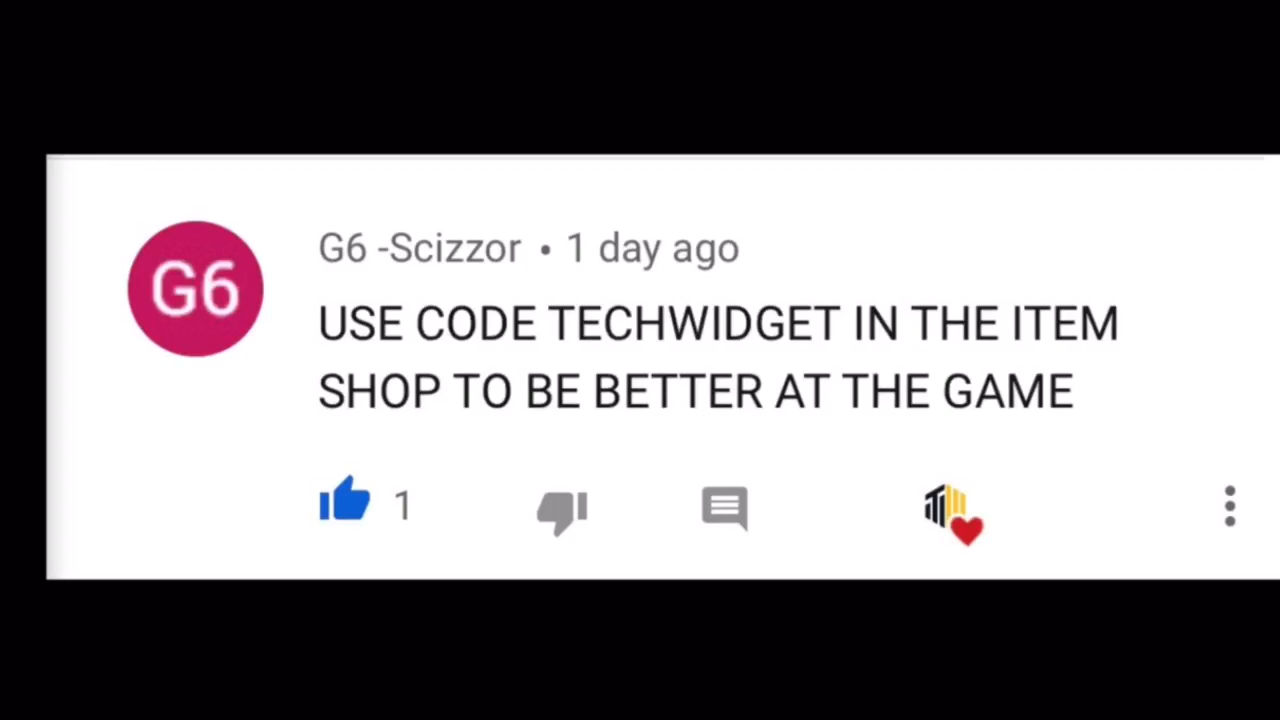 G6
G6 -Scizzor • 1 day ago
USE CODE TECHWIDGET IN THE ITEM
SHOP TO BE BETTER AT THE GAME
1